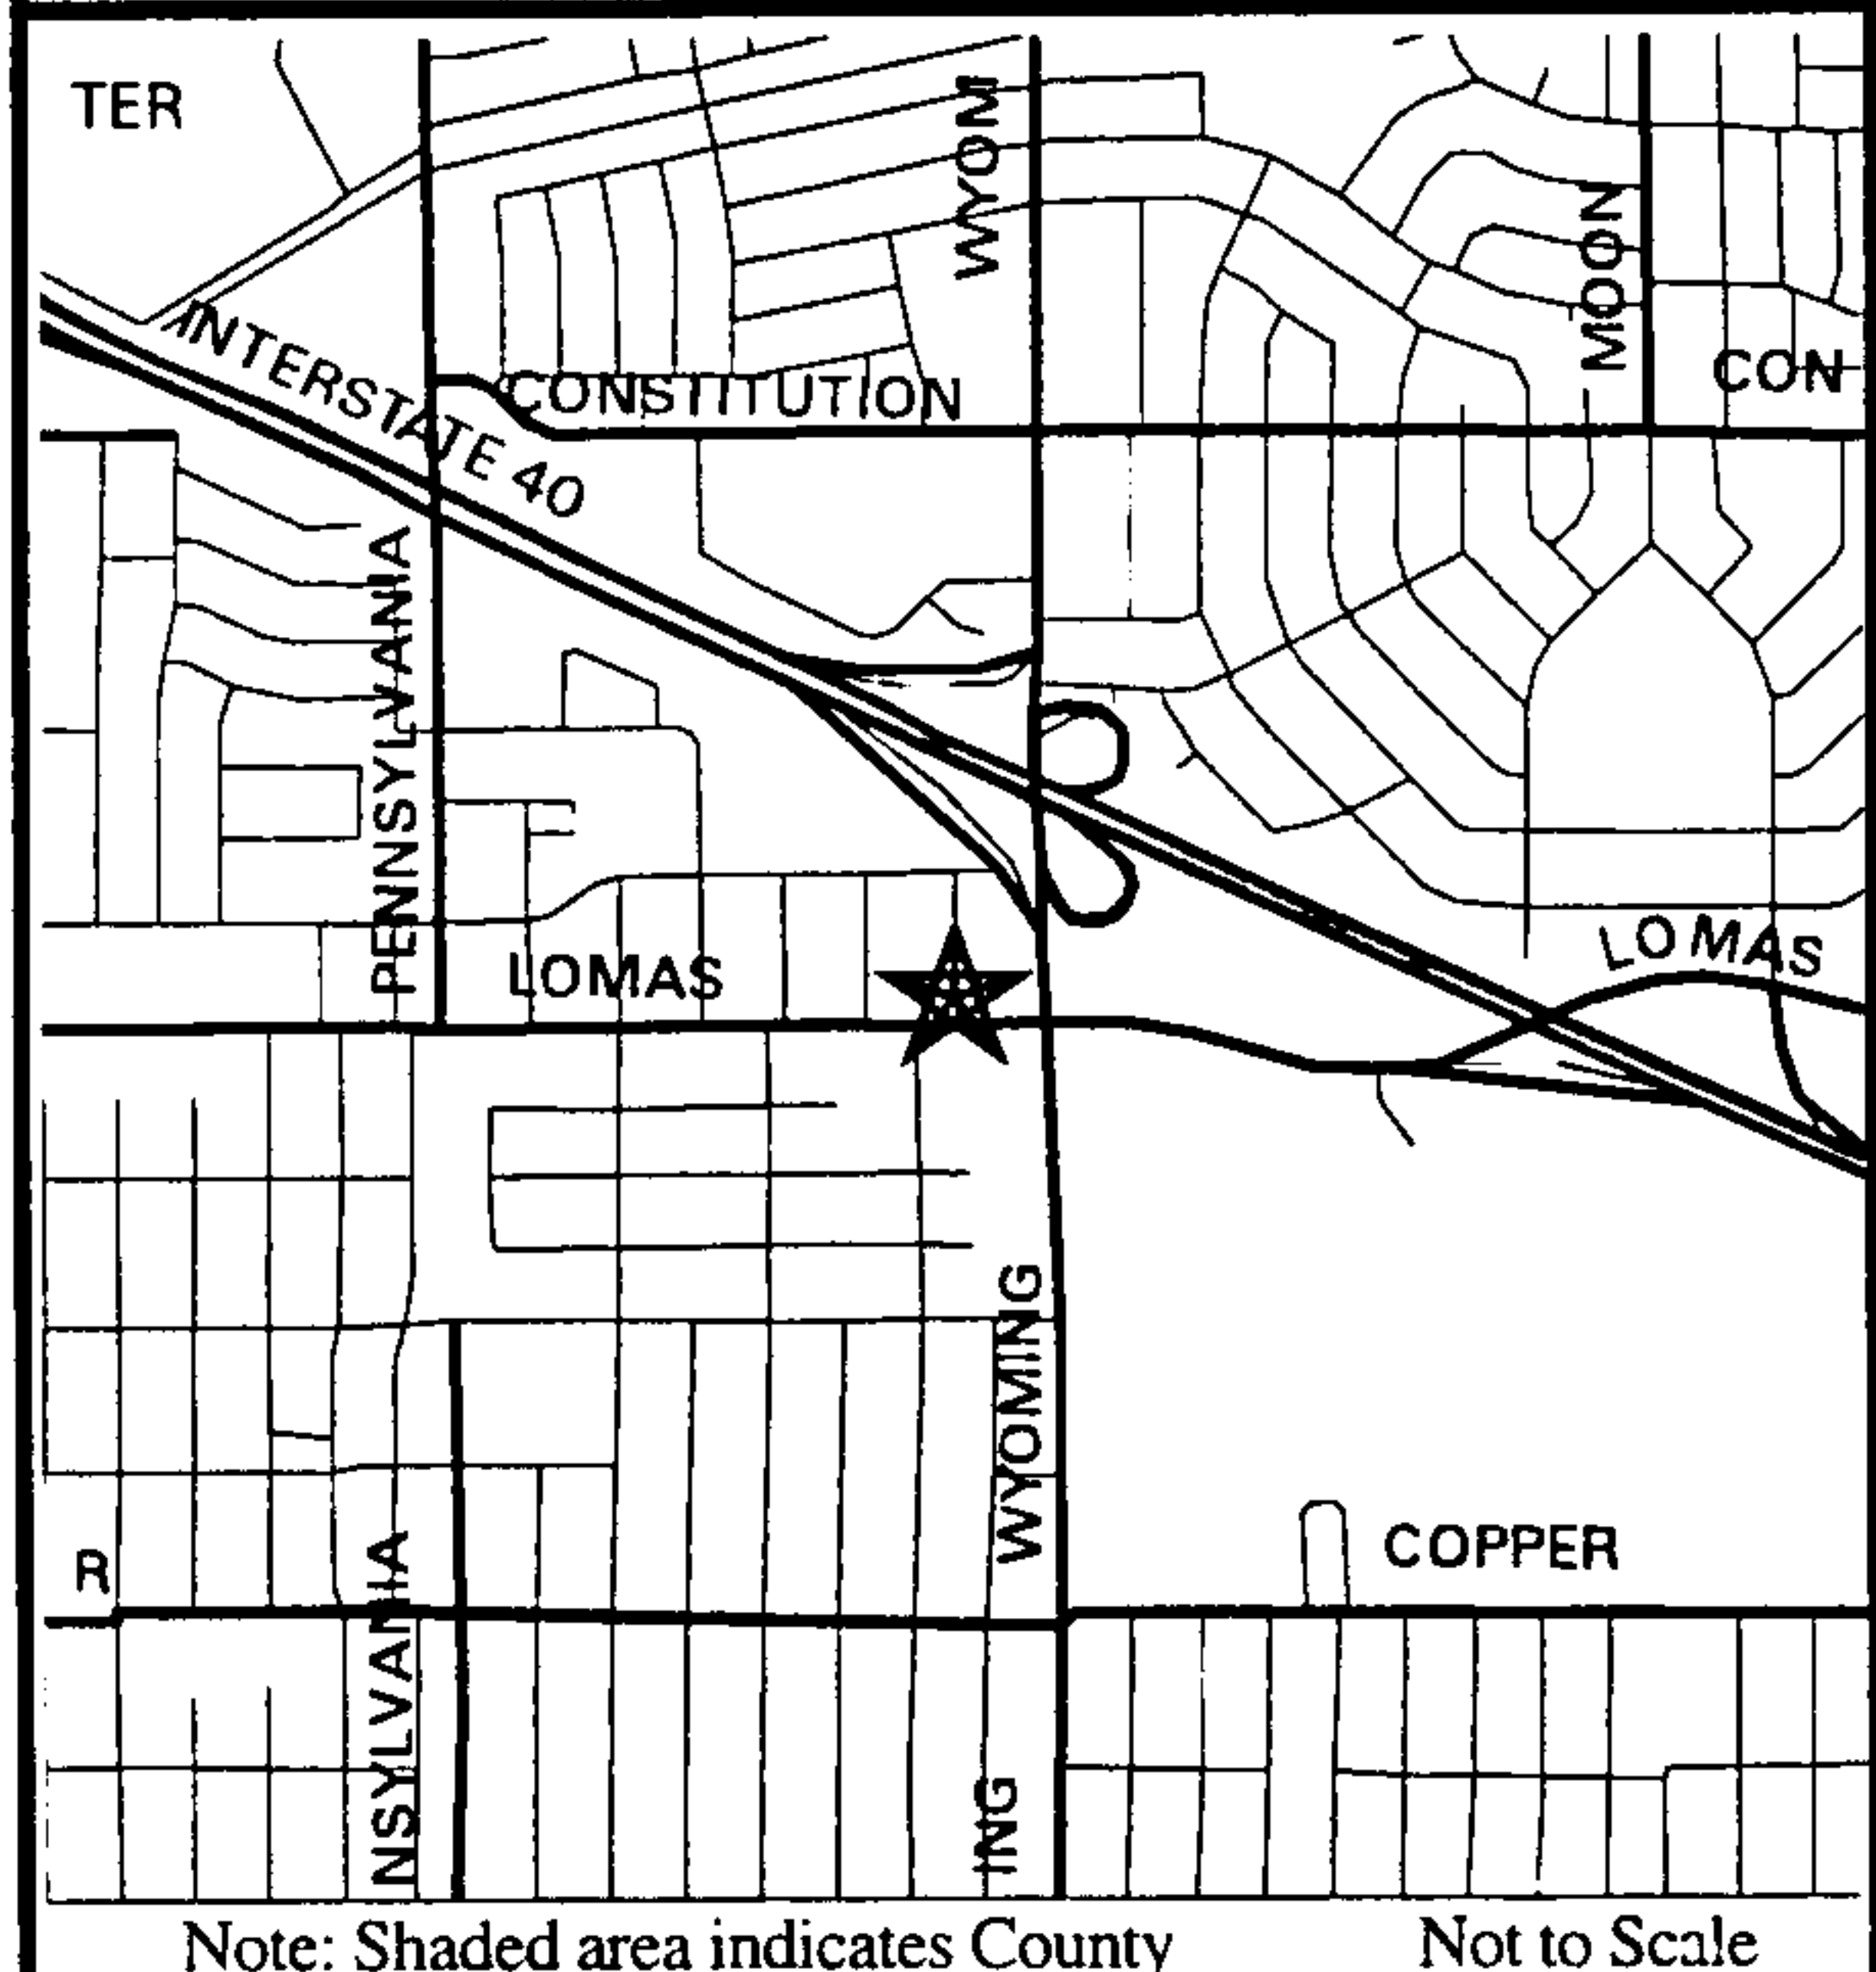 TER
WYOM
MOON
INTERSTATE 40
CONSTITUTION
CON
PENNSYLVANIA
LOMAS
LOMAS
WYOMING
R
COPPER
NSYLVANIA
ING
Note: Shaded area indicates County
Not to Scale